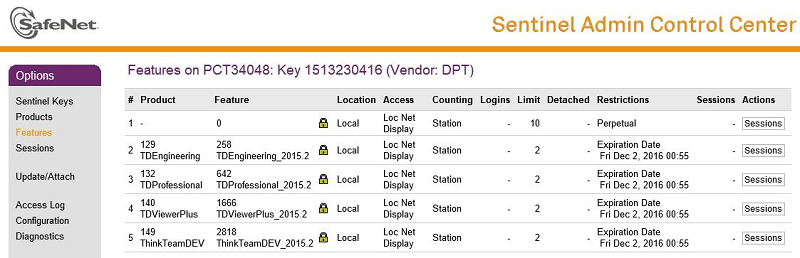 SafeNet.
Sentinel Admin Control Center
Options
Sentinel Keys
Products
Features
Sessions
Update/Attach
Access Log
Configuration
Diagnostics
Features on PCT34048: Key 1513230416 (Vendor: DPT)
# Product Feature Location Access Counting Logins Limit Detached Restrictions Sessions Actions
1 - 0 Local Loc Net Display Station - 10 - Perpetual - Sessions
2 129 TDEngineering 258 TDEngineering_2015.2 Local Loc Net Display Station - 2 - Expiration Date Fri Dec 2, 2016 00:55 - Sessions
3 132 TDProfessional 642 TDProfessional_2015.2 Local Loc Net Display Station - 2 - Expiration Date Fri Dec 2, 2016 00:55 - Sessions
4 140 TDViewerPlus 1666 TDViewerPlus_2015.2 Local Loc Net Display Station - 2 - Expiration Date Fri Dec 2, 2016 00:55 - Sessions
5 149 ThinkTeamDEV 2818 ThinkTeamDEV_2015.2 Local Loc Net Display Station - 2 - Expiration Date Fri Dec 2, 2016 00:55 - Sessions